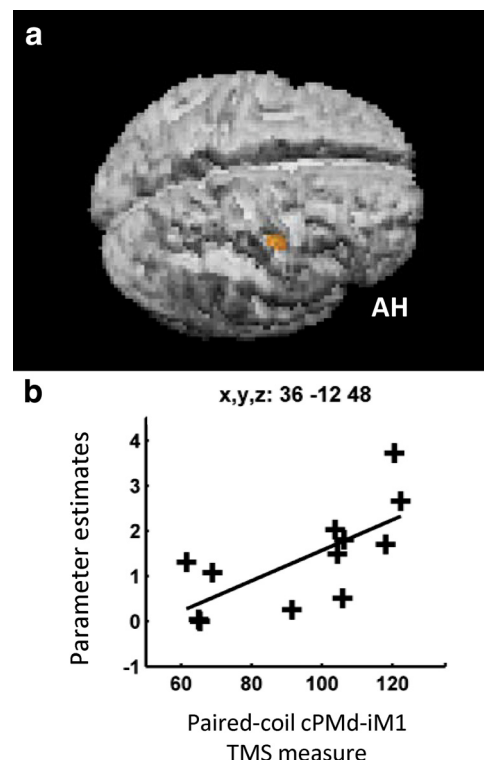 a
AH
b
x,y,z: 36 -12 48
Parameter estimates
4
3
2
1
0
-1
60 80 100 120
Paired-coil cPMd-iM1
TMS measure